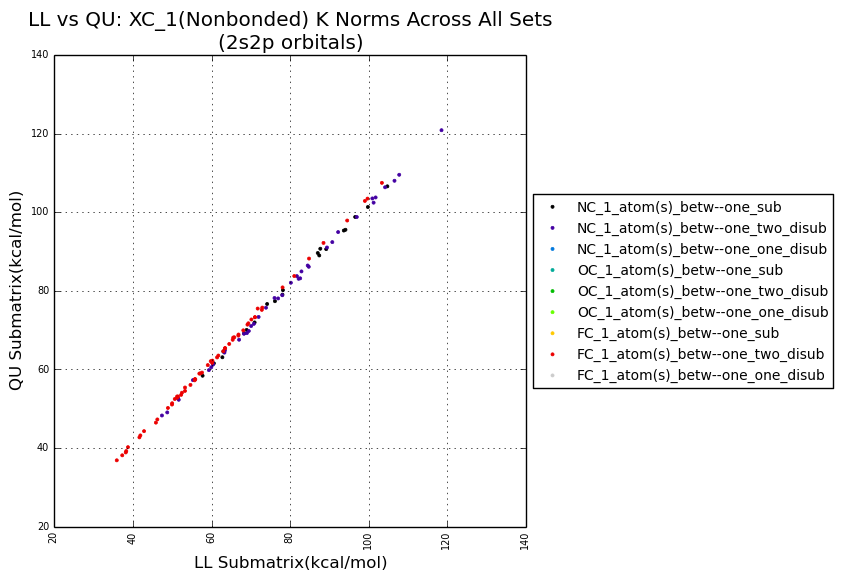 LL vs QU: XC_1(Nonbonded) K Norms Across All Sets
(2s2p orbitals)
140
120
100
80
60
40
20
QU Submatrix(kcal/mol)
20
40
60
80
100
120
140
LL Submatrix(kcal/mol)
NC_1_atom(s)_betw--one_sub
NC_1_atom(s)_betw--one_two_disub
NC_1_atom(s)_betw--one_one_disub
OC_1_atom(s)_betw--one_sub
OC_1_atom(s)_betw--one_two_disub
OC_1_atom(s)_betw--one_one_disub
FC_1_atom(s)_betw--one_sub
FC_1_atom(s)_betw--one_two_disub
FC_1_atom(s)_betw--one_one_disub